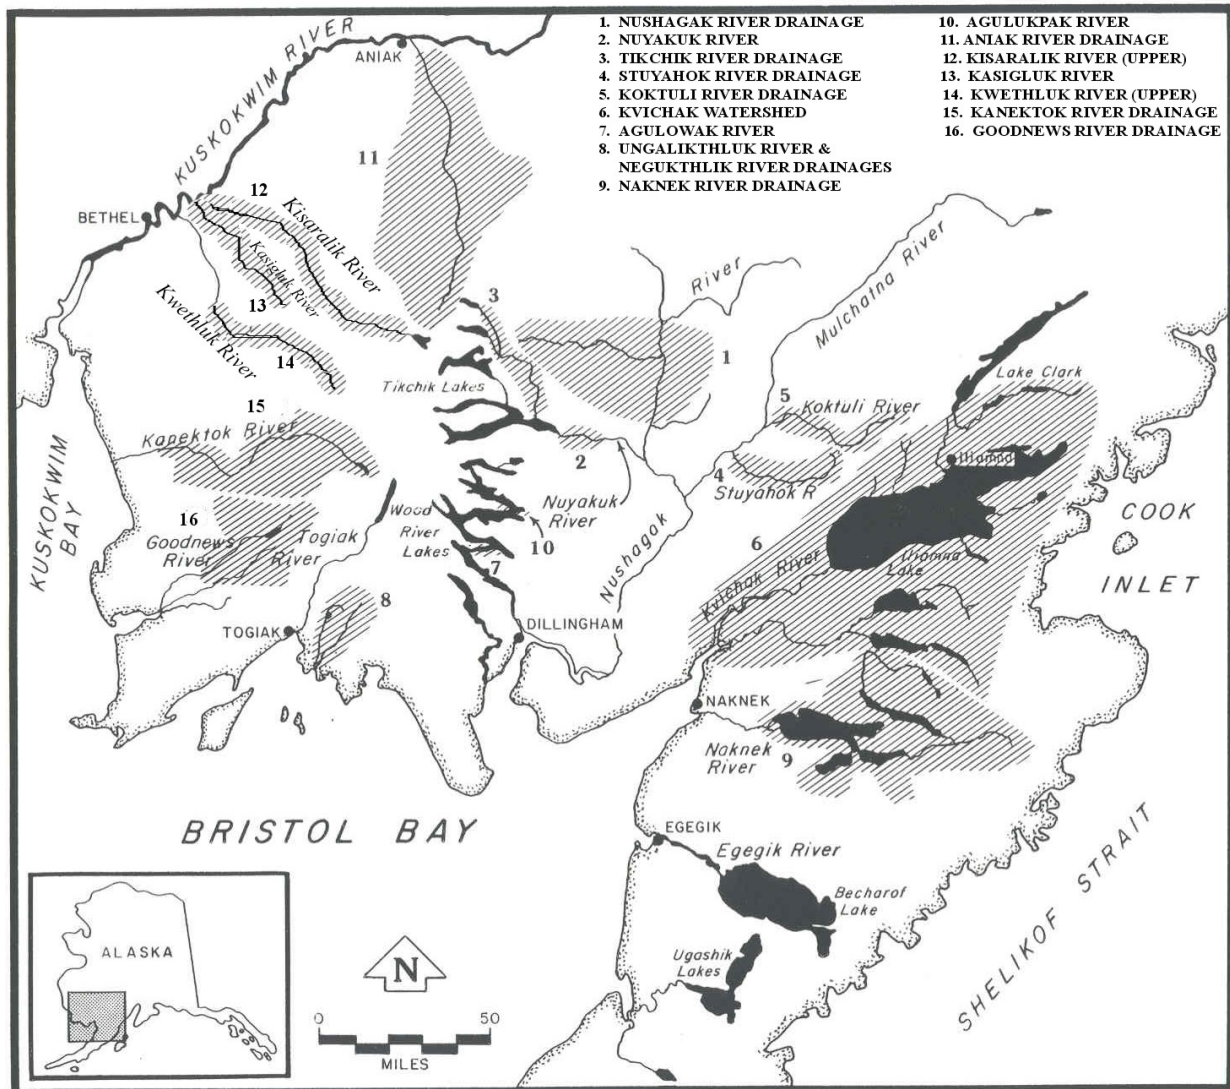 1. NUSHAGAK RIVER DRAINAGE
2. NUYAKUK RIVER
3. TIKCHIK RIVER DRAINAGE
4. STUYAHOK RIVER DRAINAGE
5. KOKTULI RIVER DRAINAGE
6. KVICHAK WATERSHED
7. AGULOWAK RIVER
8. UNGALIKTHLUK RIVER &
NEGUKTHLIK RIVER DRAINAGES
9. NAKNEK RIVER DRAINAGE
10. AGULUKPAK RIVER
11. ANIAK RIVER DRAINAGE
12. KISARALIK RIVER (UPPER)
13. KASIGLUK RIVER
14. KWETHLUK RIVER (UPPER)
15. KANEKTOK RIVER DRAINAGE
16. GOODNEWS RIVER DRAINAGE
KUSKOKWIM RIVER
ANIAK
11
12
BETHEL
Kisaralik River
Kasigluk River
13
Kwethluk River
14
3
River
Mulchatna River
1
Tikchik Lakes
Lake Clark
15
Kanektok River
5
Koktuli River
2
Iliamna
4
Stuyahok R
KUSKOKWIM
BAY
16
Goodnews
River
Togiak
River
Wood
River
Lakes
Nuyakuk
River
10
7
Nushagak
6
Kvichak River
Iliamna
Lake
COOK
INLET
8
TOGIAK
DILLINGHAM
NAKNEK
Naknek
River
9
BRISTOL BAY
EGEGIK
Egegik River
Becharof
Lake
Ugashik
Lakes
SHELIKOF STRAIT
ALASKA
N
0
50
MILES